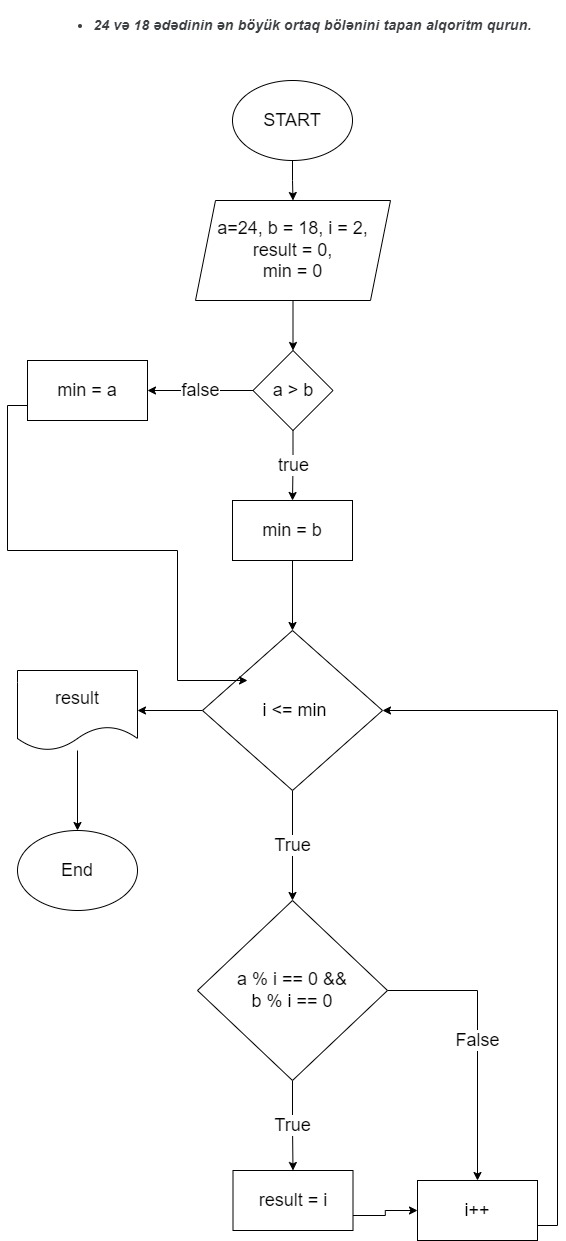 24 və 18 ədədinin ən böyük ortaq bölənini tapan alqoritm qurun.
START
a=24, b = 18, i = 2,
result = 0,
min = 0
min = a
false
a > b
true
min = b
result
i <= min
End
True
a % i == 0 &&
b % i == 0
False
True
result = i
i++